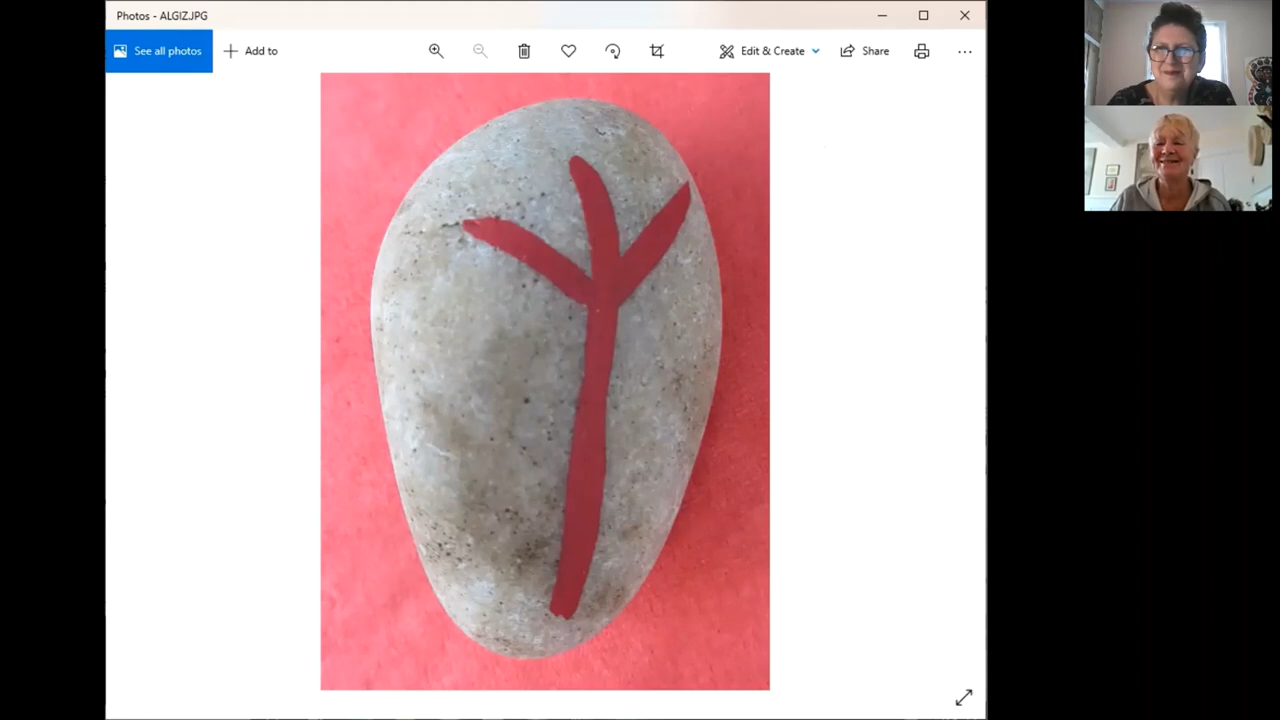 Photos - ALGIZ.JPG
See all photos
Add to
Edit & Create
Share